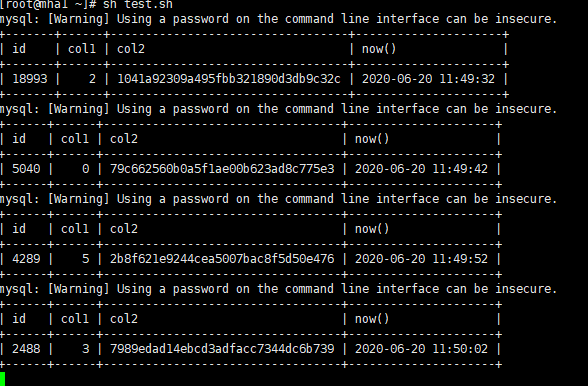 [root@mha1 ~]# sh test.sh
mysql: [Warning] Using a password on the command line interface can be insecure.
+-------+------+----------------------------------+---------------------+
| id    | col1 | col2                             | now()               |
+-------+------+----------------------------------+---------------------+
| 18993 |    2 | 1041a92309a495fbb321890d3db9c32c | 2020-06-20 11:49:32 |
+-------+------+----------------------------------+---------------------+
mysql: [Warning] Using a password on the command line interface can be insecure.
+------+------+----------------------------------+---------------------+
| id   | col1 | col2                             | now()               |
+------+------+----------------------------------+---------------------+
| 5040 |    0 | 79c662560b0a5f1ae00b623ad8c775e3 | 2020-06-20 11:49:42 |
+------+------+----------------------------------+---------------------+
mysql: [Warning] Using a password on the command line interface can be insecure.
+------+------+----------------------------------+---------------------+
| id   | col1 | col2                             | now()               |
+------+------+----------------------------------+---------------------+
| 4289 |    5 | 2b8f621e9244cea5007bac8f5d50e476 | 2020-06-20 11:49:52 |
+------+------+----------------------------------+---------------------+
mysql: [Warning] Using a password on the command line interface can be insecure.
+------+------+----------------------------------+---------------------+
| id   | col1 | col2                             | now()               |
+------+------+----------------------------------+---------------------+
| 2488 |    3 | 7989edad14ebcd3adfacc7344dc6b739 | 2020-06-20 11:50:02 |
+------+------+----------------------------------+---------------------+